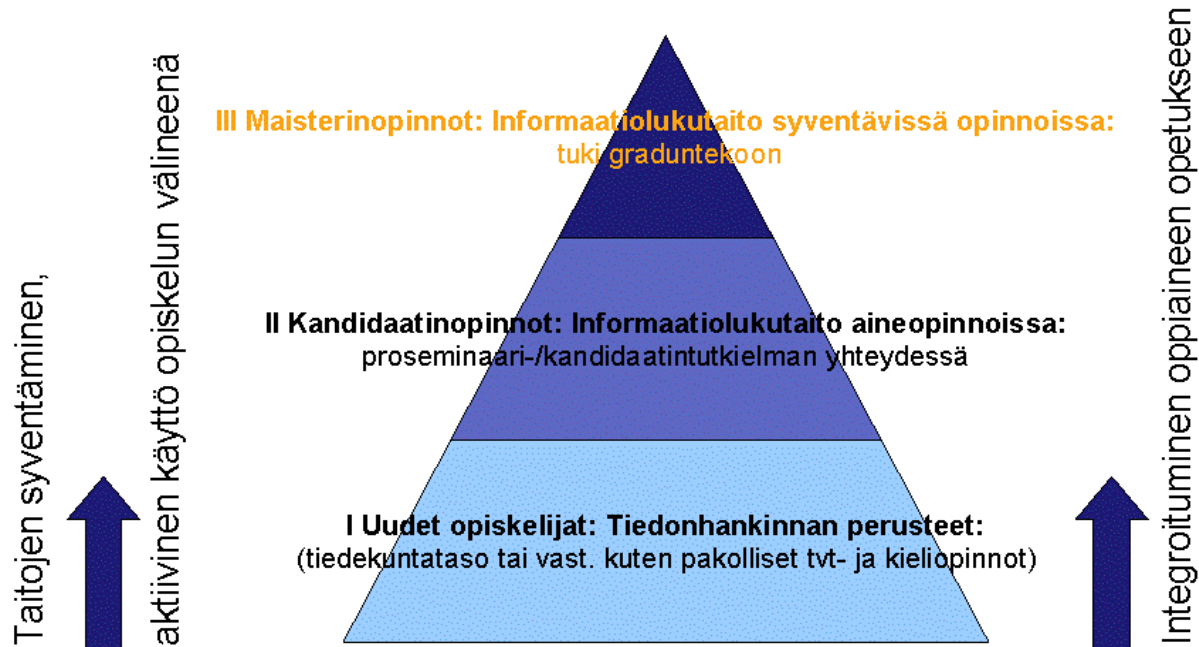 Taitojen syventäminen,
aktiivinen käyttö opiskelun välineenä
III Maisterinopinnot: Informaatiolukutaito syventävissä opinnoissa:
tuki graduntekoon
II Kandidaatinopinnot: Informaatiolukutaito aineopinnoissa:
proseminaari-/kandidaatintutkielman yhteydessä
I Uudet opiskelijat: Tiedonhankinnan perusteet:
(tiedekuntataso tai vast. kuten pakolliset tvt- ja kieliopinnot)
Integroituminen oppiaineen opetukseen